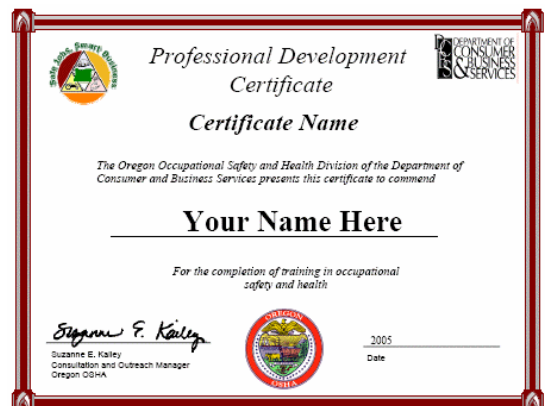 Safe Jobs, Smart Business
Professional Development
Certificate
DEPARTMENT OF
CONSUMER
& BUSINESS
SERVICES
Certificate Name
The Oregon Occupational Safety and Health Division of the Department of
Consumer and Business Services presents this certificate to commend
Your Name Here
For the completion of training in occupational
safety and health
Suzanne E. Kailey
Suzanne E. Kailey
Consultation and Outreach Manager
Oregon OSHA
OREGON
OSHA
2005
Date